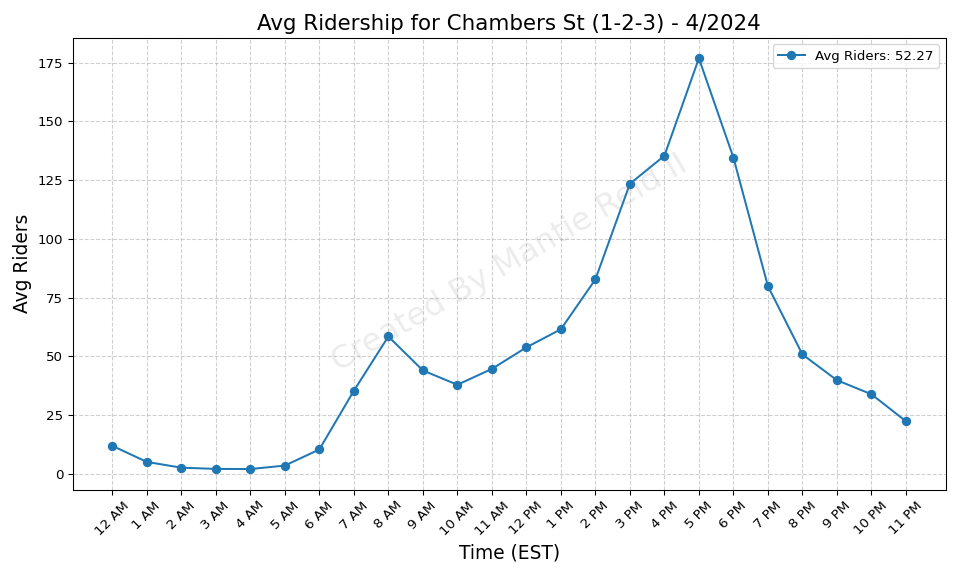 Avg Ridership for Chambers St (1-2-3) - 4/2024
Avg Riders: 52.27
Avg Riders
175
150
125
100
75
50
25
0
Created By Mantle Reid II
12 AM
1 AM
2 AM
3 AM
4 AM
5 AM
6 AM
7 AM
8 AM
9 AM
10 AM
11 AM
12 PM
1 PM
2 PM
3 PM
4 PM
5 PM
6 PM
7 PM
8 PM
9 PM
10 PM
11 PM
Time (EST)